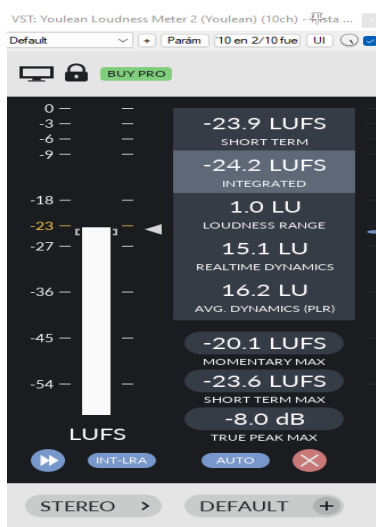 VST: Youlean Loudness Meter 2 (Youlean) (10ch) - Pista ...
Default + Parám 10 en 2/10 fue UI
BUY PRO
0
-3
-6
-9
-18
-23
-27
-36
-45
-54
LUFS
-23.9 LUFS
SHORT TERM
-24.2 LUFS
INTEGRATED
1.0 LU
LOUDNESS RANGE
15.1 LU
REALTIME DYNAMICS
16.2 LU
AVG. DYNAMICS (PLR)
-20.1 LUFS
MOMENTARY MAX
-23.6 LUFS
SHORT TERM MAX
-8.0 dB
TRUE PEAK MAX
INT-LRA AUTO
STEREO > DEFAULT +